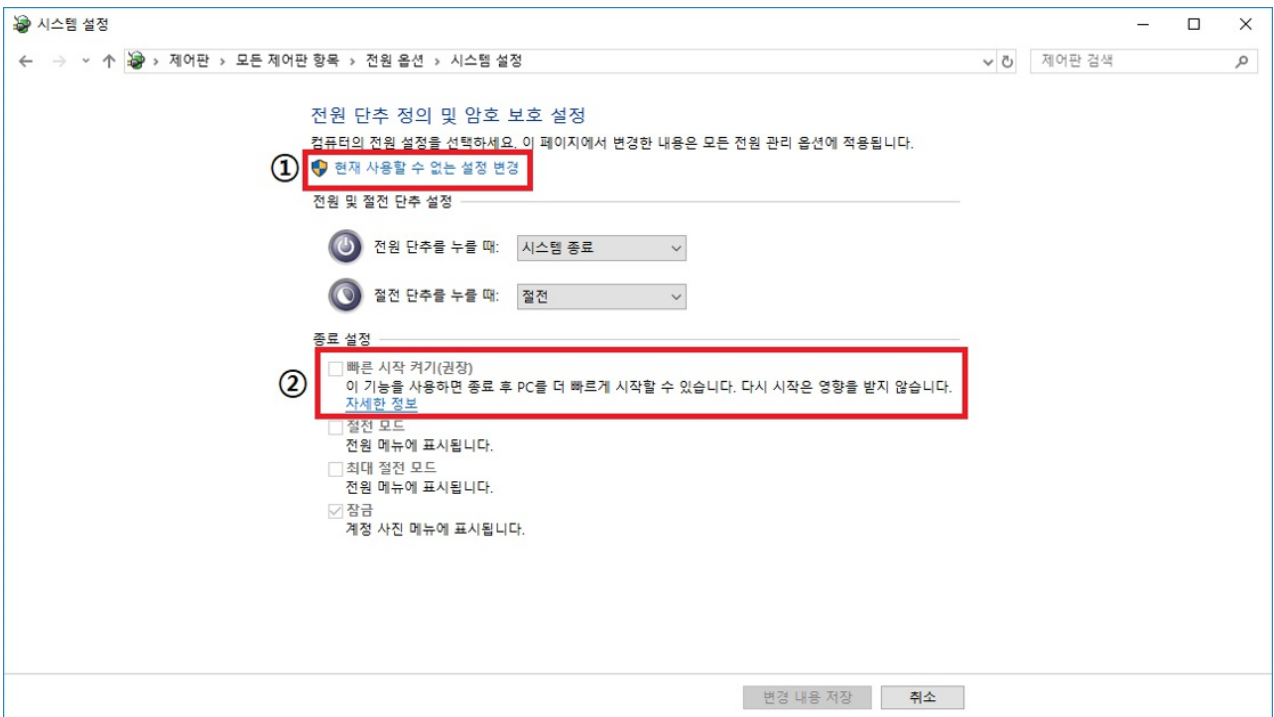 시스템 설정
제어판 › 모든 제어판 항목 › 전원 옵션 › 시스템 설정
제어판 검색
전원 단추 정의 및 암호 보호 설정
컴퓨터의 전원 설정을 선택하세요. 이 페이지에서 변경한 내용은 모든 전원 관리 옵션에 적용됩니다.
① 현재 사용할 수 없는 설정 변경
전원 및 절전 단추 설정
전원 단추를 누를 때: 시스템 종료
절전 단추를 누를 때: 절전
종료 설정
빠른 시작 켜기(권장)
② 이 기능을 사용하면 종료 후 PC를 더 빠르게 시작할 수 있습니다. 다시 시작은 영향을 받지 않습니다.
자세한 정보
절전 모드
전원 메뉴에 표시됩니다.
최대 절전 모드
전원 메뉴에 표시됩니다.
잠금
계정 사진 메뉴에 표시됩니다.
변경 내용 저장 취소